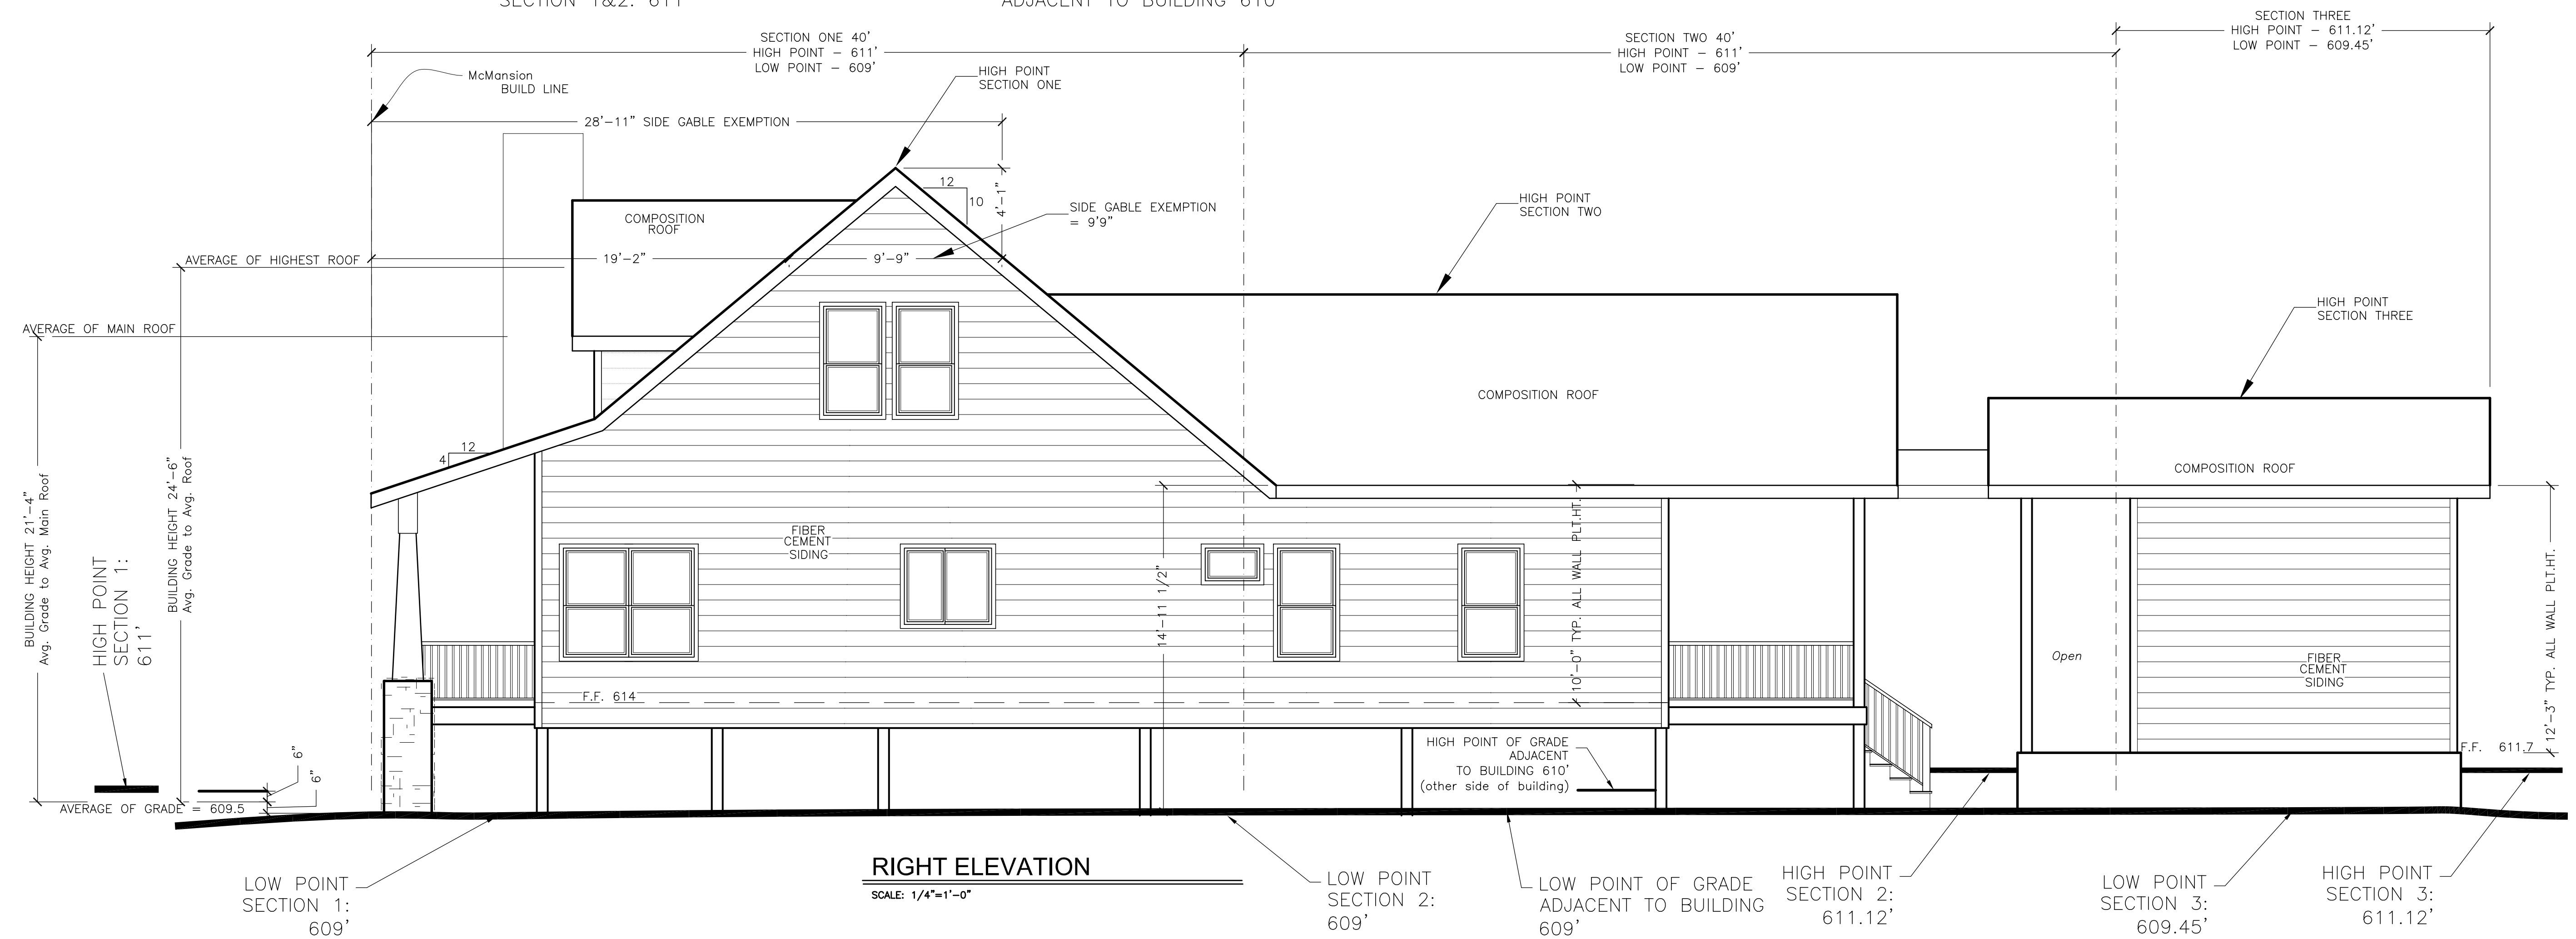 SECTION 1&2: 611'
ADJACENT TO BUILDING 610'
SECTION ONE 40'
HIGH POINT - 611'
LOW POINT - 609'
SECTION TWO 40'
HIGH POINT - 611'
LOW POINT - 609'
SECTION THREE
HIGH POINT - 611.12'
LOW POINT - 609.45'
McMansion
BUILD LINE
HIGH POINT
SECTION ONE
28'-11" SIDE GABLE EXEMPTION
12
10
4'-1"
SIDE GABLE EXEMPTION
= 9'9"
HIGH POINT
SECTION TWO
COMPOSITION
ROOF
AVERAGE OF HIGHEST ROOF
19'-2"
9'-9"
HIGH POINT
SECTION THREE
AVERAGE OF MAIN ROOF
COMPOSITION ROOF
12
4
COMPOSITION ROOF
BUILDING HEIGHT 21'-4"
Avg. Grade to Avg. Main Roof
HIGH POINT
SECTION 1:
611'
BUILDING HEIGHT 24'-6"
Avg. Grade to Avg. Roof
FIBER
CEMENT
SIDING
14'-11 1/2"
10'-0" TYP. ALL WALL PLT.HT.
Open
FIBER
CEMENT
SIDING
12'-3" TYP. ALL WALL PLT.HT.
F.F. 614
F.F. 611.7
HIGH POINT OF GRADE
ADJACENT
TO BUILDING 610'
(other side of building)
6"
6"
AVERAGE OF GRADE = 609.5
RIGHT ELEVATION
SCALE: 1/4"=1'-0"
LOW POINT
SECTION 1:
609'
LOW POINT
SECTION 2:
609'
LOW POINT OF GRADE
ADJACENT TO BUILDING
609'
HIGH POINT
SECTION 2:
611.12'
LOW POINT
SECTION 3:
609.45'
HIGH POINT
SECTION 3:
611.12'